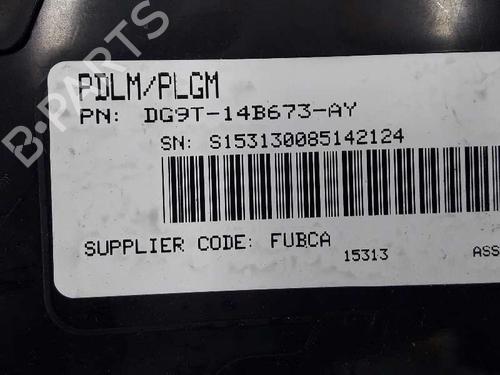 PDLM/PLGM
PN: DG9T-14B673-AY
SN: S153130085142124
SUPPLIER CODE: FUBCA
15313
ASS
B-PARTS